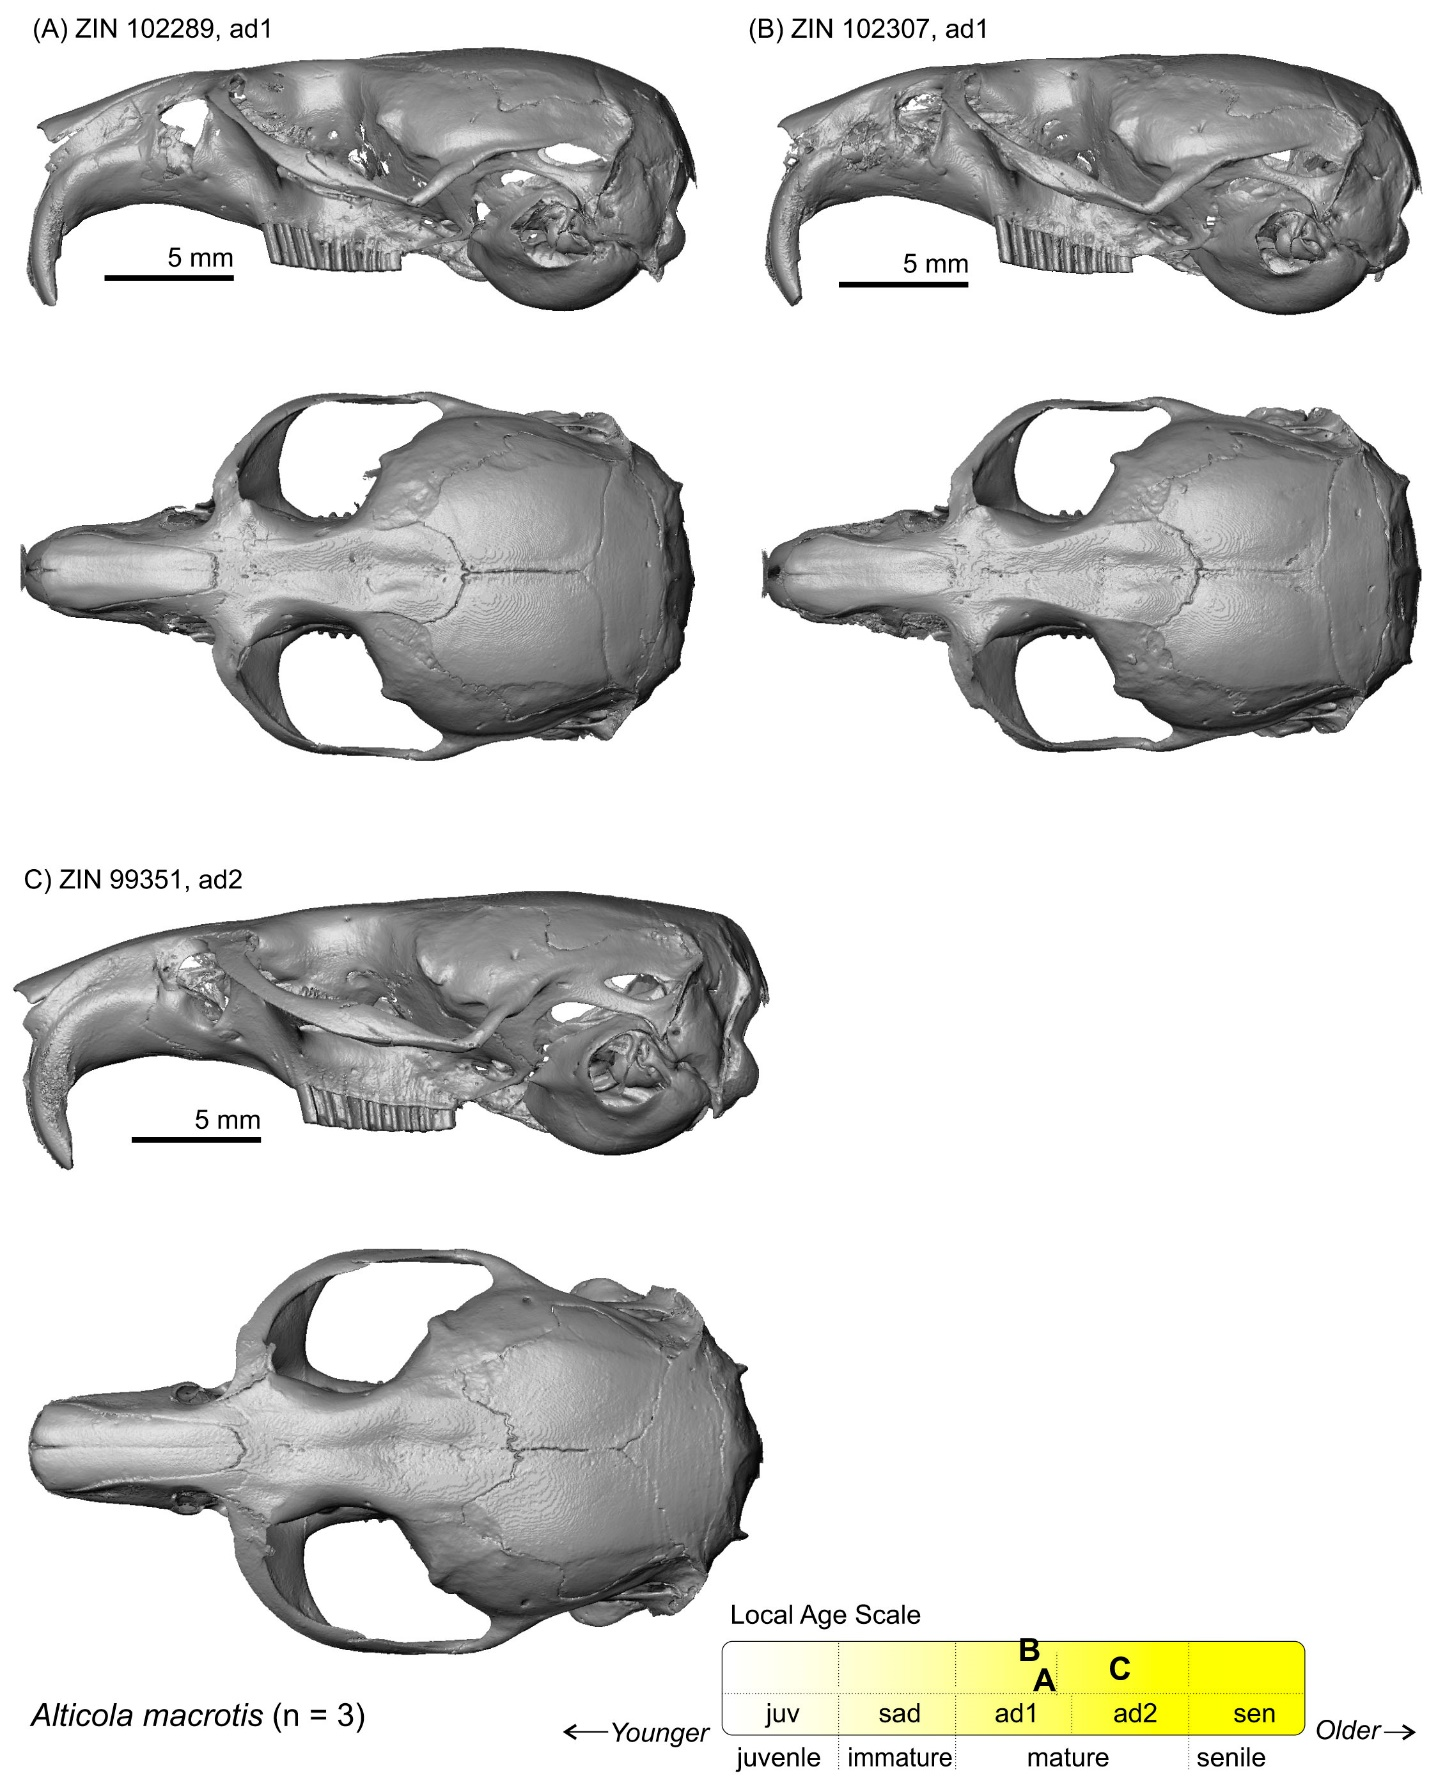 (A) ZIN 102289, ad1
(B) ZIN 102307, ad1
5 mm
5 mm
C) ZIN 99351, ad2
5 mm
Local Age Scale
B
A
C
juv sad ad1 ad2 sen
Alticola macrotis (n = 3)
←Younger
Older→
juvenle immature mature senile